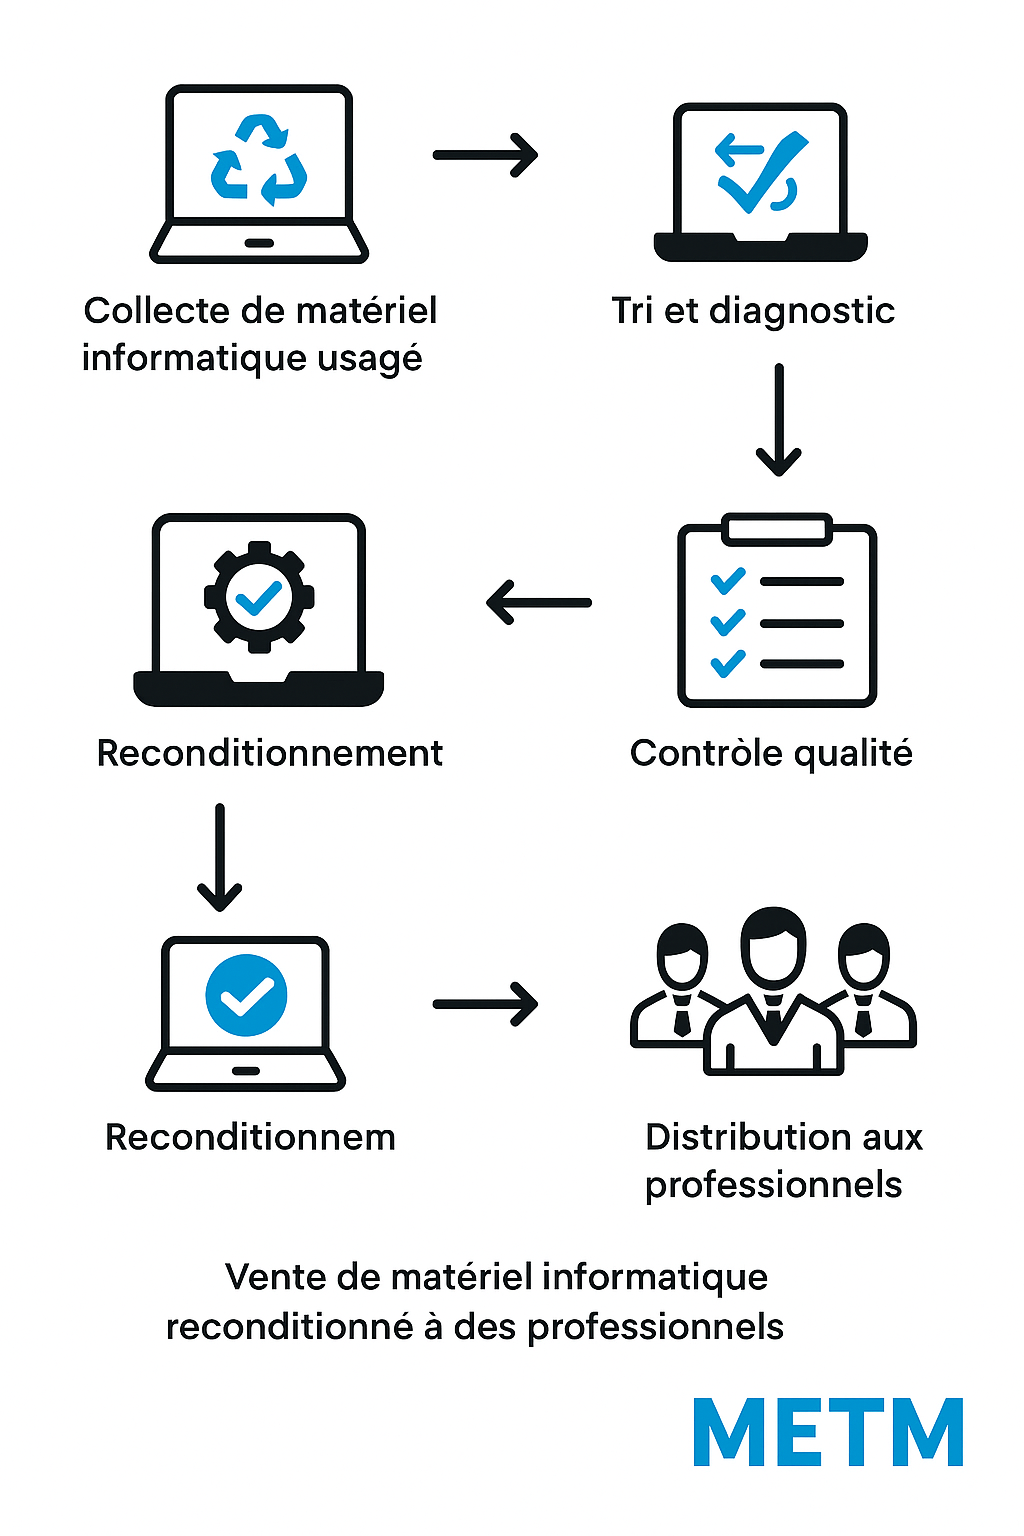 Collecte de matériel
informatique usagé
Tri et diagnostic
Reconditionnement
Contrôle qualité
Reconditionnem
Distribution aux
professionnels
Vente de matériel informatique
reconditionné à des professionnels
METM